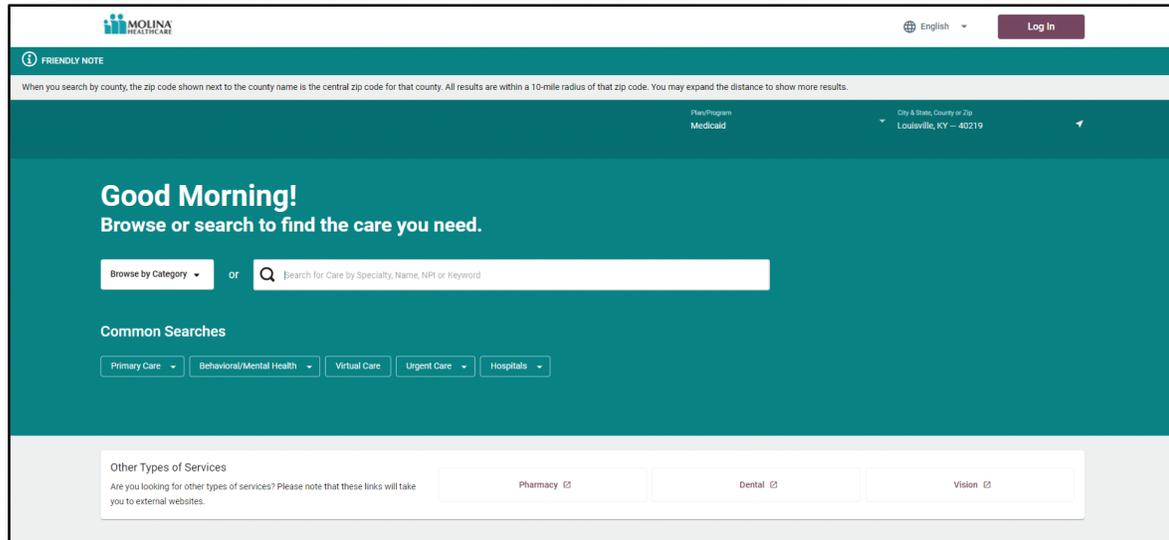 MOLINA
HEALTHCARE
English
Log In
FRIENDLY NOTE
When you search by county, the zip code shown next to the county name is the central zip code for that county. All results are within a 10-mile radius of that zip code. You may expand the distance to show more results.
Plan/Program
Medicaid
City & State, County or Zip
Louisville, KY — 40219
Good Morning!
Browse or search to find the care you need.
Browse by Category
or
Search for Care by Specialty, Name, NPI or Keyword
Common Searches
Primary Care
Behavioral/Mental Health
Virtual Care
Urgent Care
Hospitals
Other Types of Services
Are you looking for other types of services? Please note that these links will take
you to external websites.
Pharmacy
Dental
Vision